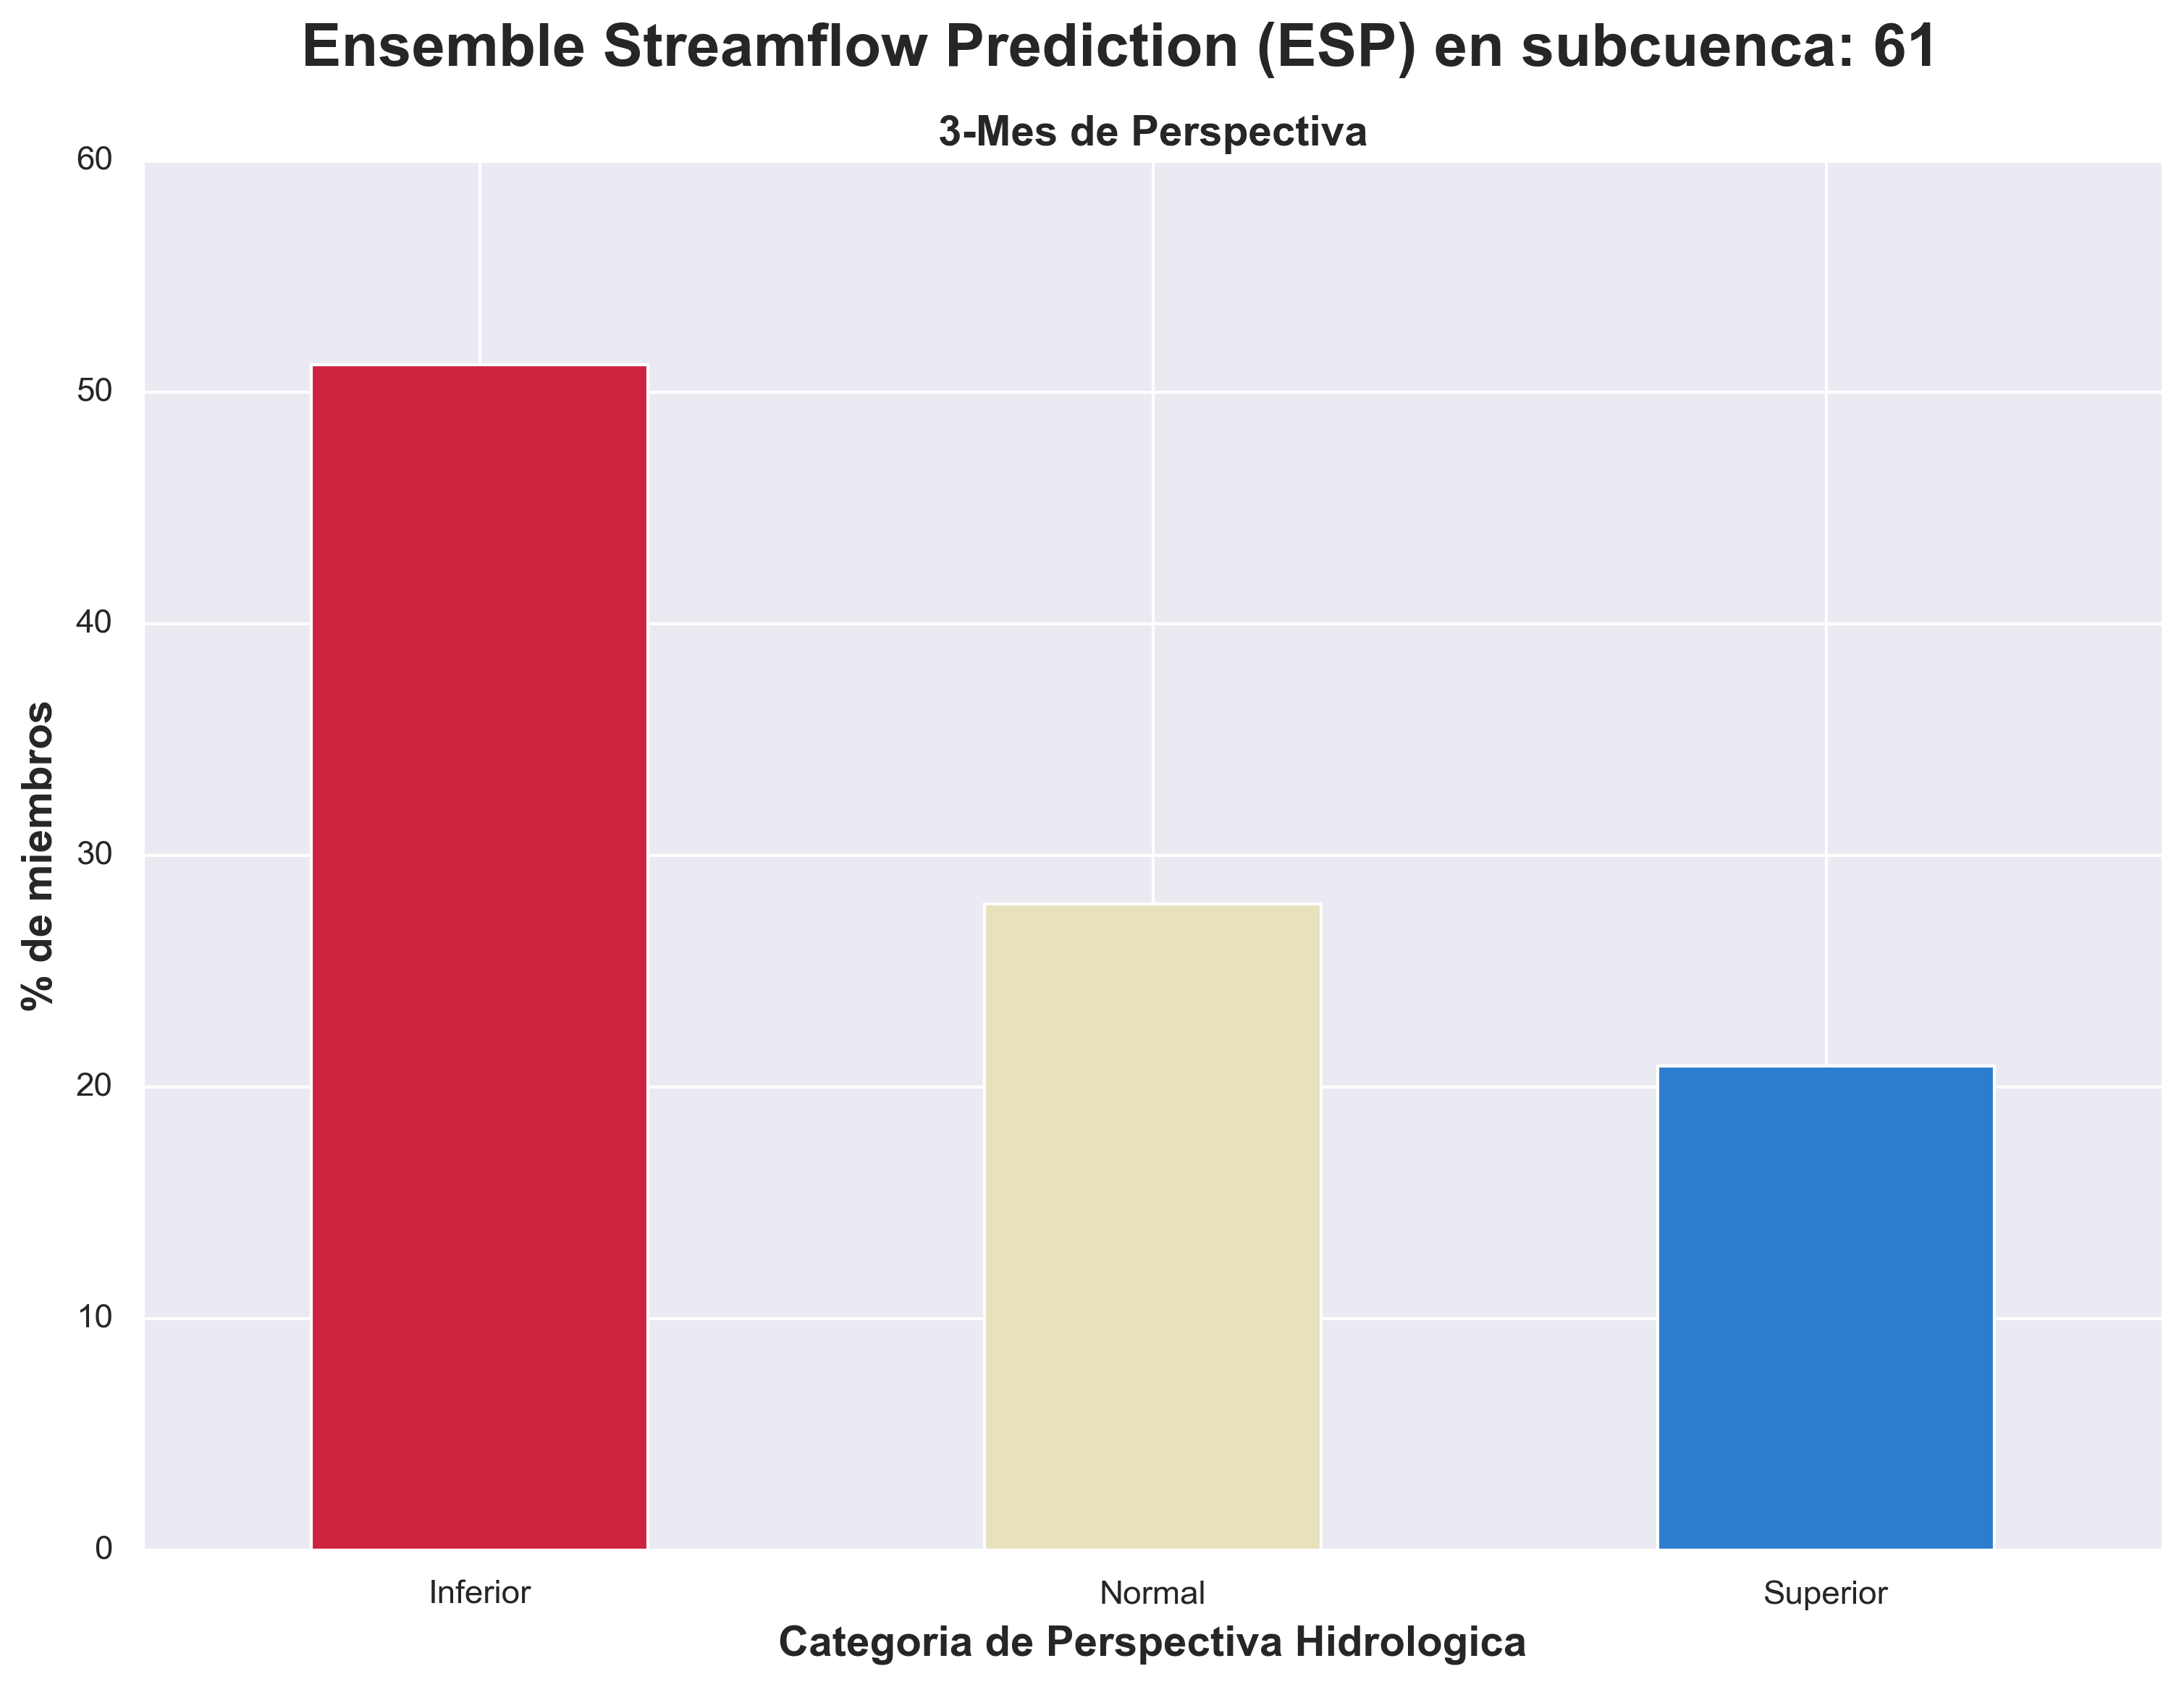 Ensemble Streamflow Prediction (ESP) en subcuenca: 61
3-Mes de Perspectiva
60
50
40
30
20
10
0
% de miembros
Inferior
Normal
Superior
Categoria de Perspectiva Hidrologica